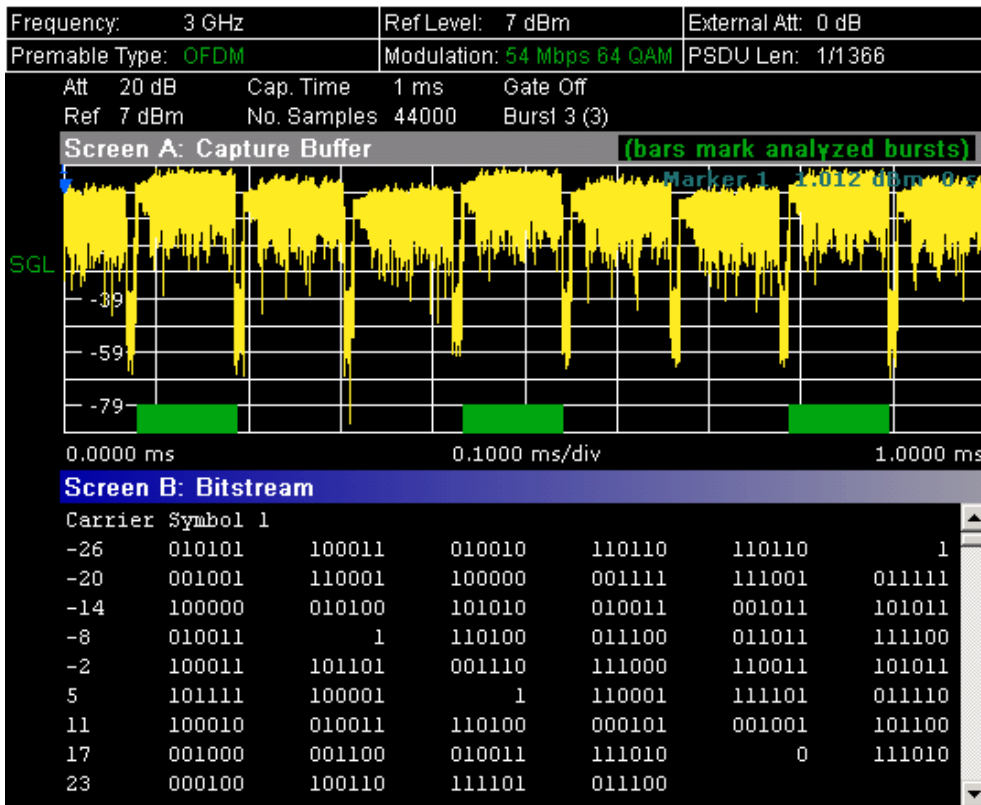 Frequency: 3 GHz Ref Level: 7 dBm External Att: 0 dB
Premable Type: OFDM Modulation: 54 Mbps 64 QAM PSDU Len: 1/1366
Att 20 dB Cap. Time 1 ms Gate Off
Ref 7 dBm No. Samples 44000 Burst 3 (3)
Screen A: Capture Buffer (bars mark analyzed bursts)
Marker 1 1.012 dBm 0 s
SGL
-39
-59
-79
0.0000 ms 0.1000 ms/div 1.0000 ms
Screen B: Bitstream
Carrier Symbol 1
-26 010101 100011 010010 110110 110110 1
-20 001001 110001 100000 001111 111001 011111
-14 100000 010100 101010 010011 001011 101011
-8 010011 1 110100 011100 011011 111100
-2 100011 101101 001110 111000 110011 101011
5 101111 100001 1 110001 111101 011110
11 100010 010011 110100 000101 001001 101100
17 001000 001100 010011 111010 0 111010
23 000100 100110 111101 011100